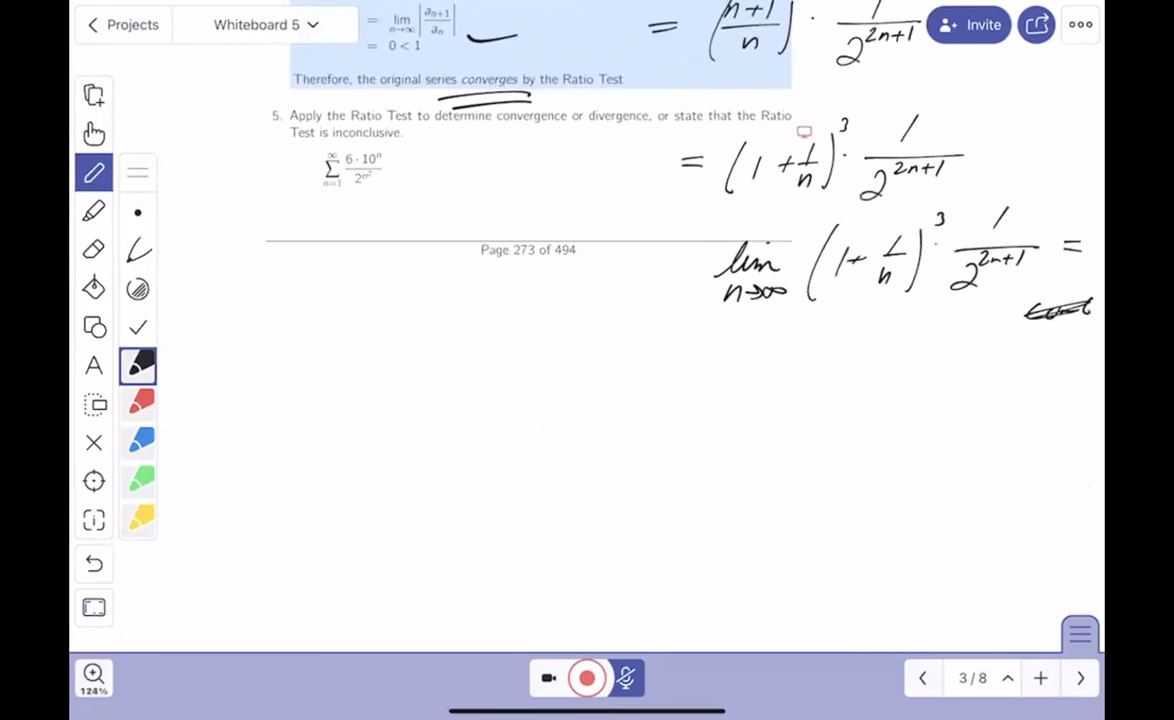 Projects
Whiteboard 5
Invite
= lim n→∞ |aₙ₊₁/aₙ|
= 0 < 1
Therefore, the original series converges by the Ratio Test
= ((n+1)/n) · 1/2^(2n+1)
5. Apply the Ratio Test to determine convergence or divergence, or state that the Ratio
Test is inconclusive.
∞ ∑ n=1 6 · 10ⁿ / 2^(n²)
= (1 + 1/n)³ · 1/2^(2n+1)
Page 273 of 494
lim n→∞ (1 + 1/n)³ · 1/2^(2n+1) =
A
124%
3 / 8